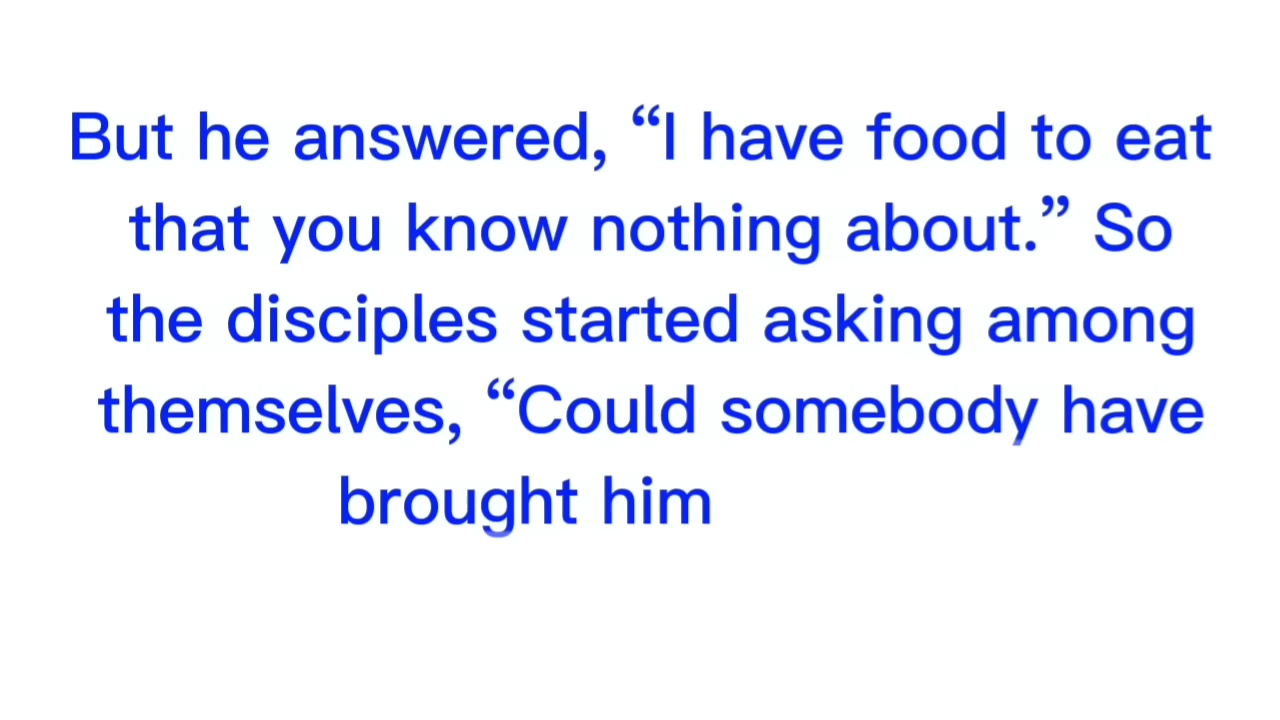 But he answered, “I have food to eat
that you know nothing about.” So
the disciples started asking among
themselves, “Could somebody have
brought him